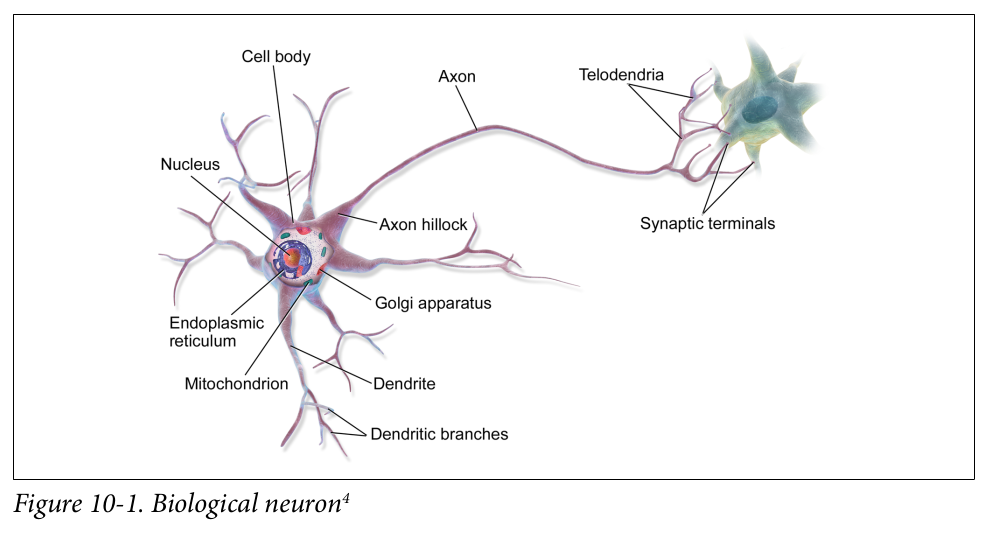 Cell body
Axon
Telodendria
Nucleus
Axon hillock
Synaptic terminals
Golgi apparatus
Endoplasmic
reticulum
Mitochondrion
Dendrite
Dendritic branches
Figure 10-1. Biological neuron⁴